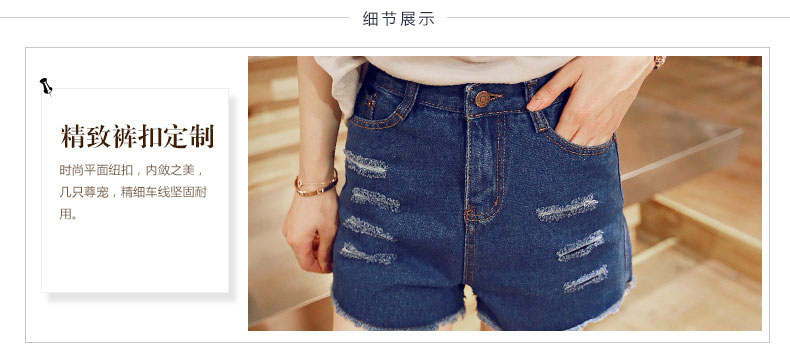 细节展示
精致裤扣定制
时尚平面纽扣，内敛之美，
几只尊宠，精细车线坚固耐
用。